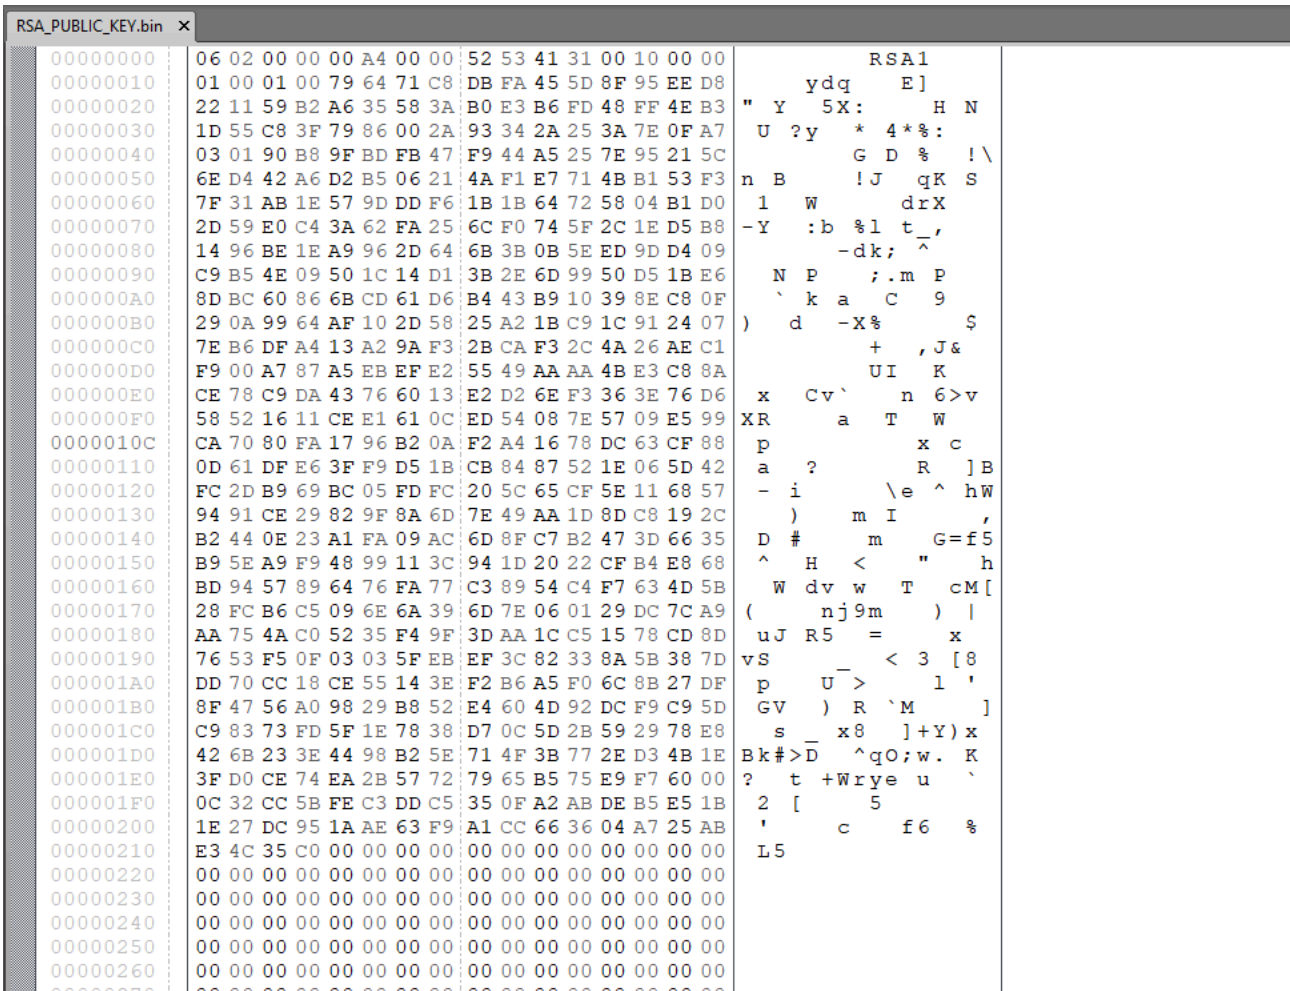 RSA_PUBLIC_KEY.bin ×
00000000 06 02 00 00 00 A4 00 00 52 53 41 31 00 10 00 00 RSA1
00000010 01 00 01 00 79 64 71 C8 DB FA 45 5D 8F 95 EE D8 ydq E]
00000020 22 11 59 B2 A6 35 58 3A B0 E3 B6 FD 48 FF 4E B3 " Y 5X: H N
00000030 1D 55 C8 3F 79 86 00 2A 93 34 2A 25 3A 7E 0F A7 U ?y * 4*%:
00000040 03 01 90 B8 9F BD FB 47 F9 44 A5 25 7E 95 21 5C G D % !\
00000050 6E D4 42 A6 D2 B5 06 21 4A F1 E7 71 4B B1 53 F3 n B !J qK S
00000060 7F 31 AB 1E 57 9D DD F6 1B 1B 64 72 58 04 B1 D0 1 W drX
00000070 2D 59 E0 C4 3A 62 FA 25 6C F0 74 5F 2C 1E D5 B8 -Y :b %l t_,
00000080 14 96 BE 1E A9 96 2D 64 6B 3B 0B 5E ED 9D D4 09 -dk; ^
00000090 C9 B5 4E 09 50 1C 14 D1 3B 2E 6D 99 50 D5 1B E6 N P ;.m P
000000A0 8D BC 60 86 6B CD 61 D6 B4 43 B9 10 39 8E C8 0F ` k a C 9
000000B0 29 0A 99 64 AF 10 2D 58 25 A2 1B C9 1C 91 24 07 ) d -X% $
000000C0 7E B6 DF A4 13 A2 9A F3 2B CA F3 2C 4A 26 AE C1 + ,J&
000000D0 F9 00 A7 87 A5 EB EF E2 55 49 AA AA 4B E3 C8 8A UI K
000000E0 CE 78 C9 DA 43 76 60 13 E2 D2 6E F3 36 3E 76 D6 x Cv` n 6>v
000000F0 58 52 16 11 CE E1 61 0C ED 54 08 7E 57 09 E5 99 XR a T W
0000010C CA 70 80 FA 17 96 B2 0A F2 A4 16 78 DC 63 CF 88 p x c
00000110 0D 61 DF E6 3F F9 D5 1B CB 84 87 52 1E 06 5D 42 a ? R ]B
00000120 FC 2D B9 69 BC 05 FD FC 20 5C 65 CF 5E 11 68 57 - i \e ^ hW
00000130 94 91 CE 29 82 9F 8A 6D 7E 49 AA 1D 8D C8 19 2C ) m I ,
00000140 B2 44 0E 23 A1 FA 09 AC 6D 8F C7 B2 47 3D 66 35 D # m G=f5
00000150 B9 5E A9 F9 48 99 11 3C 94 1D 20 22 CF B4 E8 68 ^ H < " h
00000160 BD 94 57 89 64 76 FA 77 C3 89 54 C4 F7 63 4D 5B W dv w T cM[
00000170 28 FC B6 C5 09 6E 6A 39 6D 7E 06 01 29 DC 7C A9 ( nj9m ) |
00000180 AA 75 4A C0 52 35 F4 9F 3D AA 1C C5 15 78 CD 8D uJ R5 = x
00000190 76 53 F5 0F 03 03 5F EB EF 3C 82 33 8A 5B 38 7D vS _ < 3 [8
000001A0 DD 70 CC 18 CE 55 14 3E F2 B6 A5 F0 6C 8B 27 DF p U > l '
000001B0 8F 47 56 A0 98 29 B8 52 E4 60 4D 92 DC F9 C9 5D GV ) R `M ]
000001C0 C9 83 73 FD 5F 1E 78 38 D7 0C 5D 2B 59 29 78 E8 s _ x8 ]+Y)x
000001D0 42 6B 23 3E 44 98 B2 5E 71 4F 3B 77 2E D3 4B 1E Bk#>D ^qO;w. K
000001E0 3F D0 CE 74 EA 2B 57 72 79 65 B5 75 E9 F7 60 00 ? t +Wrye u `
000001F0 0C 32 CC 5B FE C3 DD C5 35 0F A2 AB DE B5 E5 1B 2 [ 5
00000200 1E 27 DC 95 1A AE 63 F9 A1 CC 66 36 04 A7 25 AB ' c f6 %
00000210 E3 4C 35 C0 00 00 00 00 00 00 00 00 00 00 00 00 L5
00000220 00 00 00 00 00 00 00 00 00 00 00 00 00 00 00 00
00000230 00 00 00 00 00 00 00 00 00 00 00 00 00 00 00 00
00000240 00 00 00 00 00 00 00 00 00 00 00 00 00 00 00 00
00000250 00 00 00 00 00 00 00 00 00 00 00 00 00 00 00 00
00000260 00 00 00 00 00 00 00 00 00 00 00 00 00 00 00 00